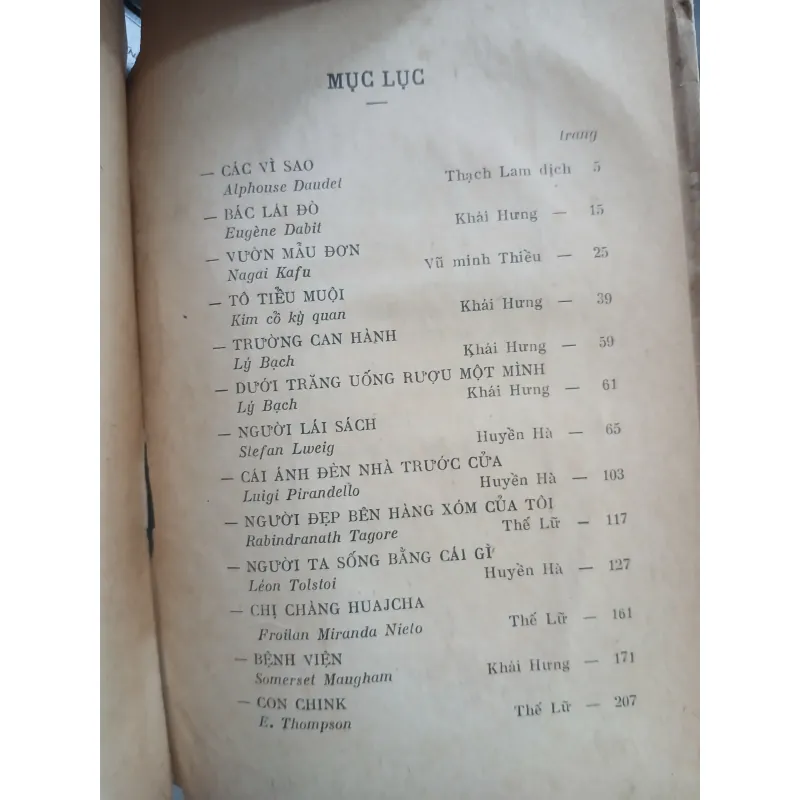 MỤC LỤC
trang
— CÁC VÌ SAO
Alphouse Daudet Thạch Lam dịch 5
— BÁC LÁI ĐÒ
Eugène Dabit Khái Hưng — 15
— VƯỜN MẪU ĐƠN
Nagai Kafu Vũ minh Thiều — 25
— TÔ TIỂU MUỘI
Kim cổ kỳ quan Khái Hưng — 39
— TRƯỜNG CAN HÀNH
Lý Bạch Khái Hưng — 59
— DƯỚI TRĂNG UỐNG RƯỢU MỘT MÌNH
Lý Bạch Khái Hưng — 61
— NGƯỜI LÁI SÁCH
Stefan Lweig Huyền Hà — 65
— CÁI ÁNH ĐÈN NHÀ TRƯỚC CỬA
Luigi Pirandello Huyền Hà — 103
— NGƯỜI ĐẸP BÊN HÀNG XÓM CỦA TÔI
Rabindranath Tagore Thế Lữ — 117
— NGƯỜI TA SỐNG BẰNG CÁI GÌ
Léon Tolstoi Huyền Hà — 127
— CHỊ CHÀNG HUAJCHA
Froilan Miranda Nieto Thế Lữ — 161
— BỆNH VIỆN
Somerset Maugham Khái Hưng — 171
— CON CHINK
E. Thompson Thế Lữ — 207